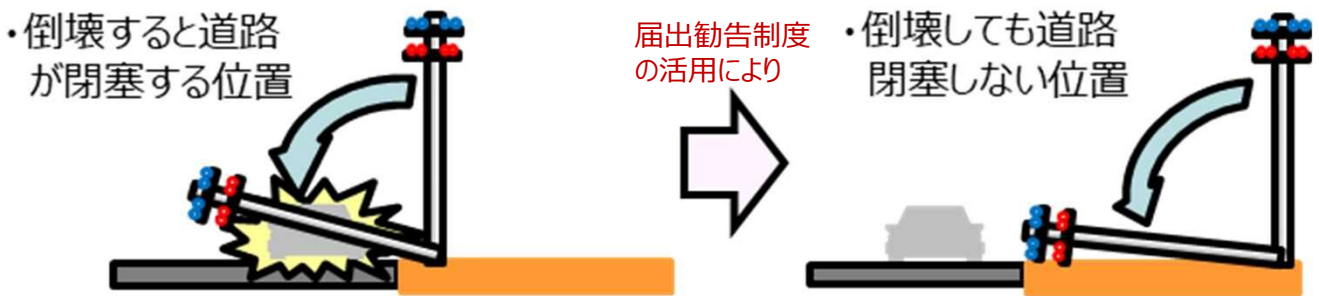 ・倒壊すると道路
が閉塞する位置
届出勧告制度
の活用により
・倒壊しても道路
閉塞しない位置